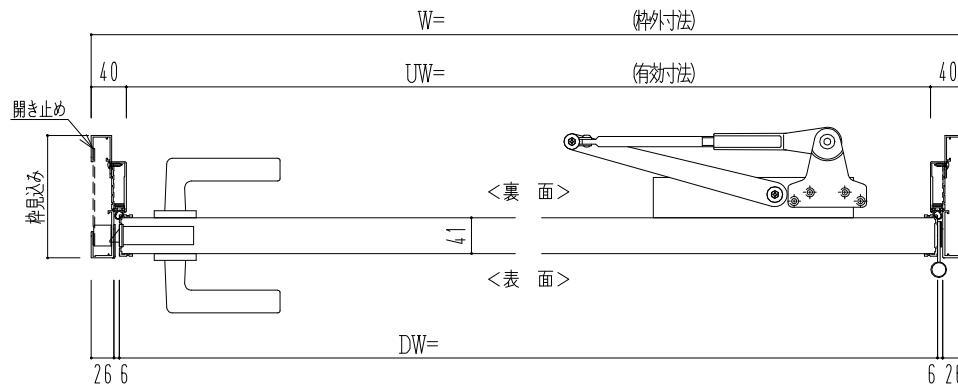 W= (枠外寸法)
40 UW= (有効寸法) 40
開き止め
枠見込み
＜裏 面＞
41
＜表 面＞
DW=
26 6 6 26